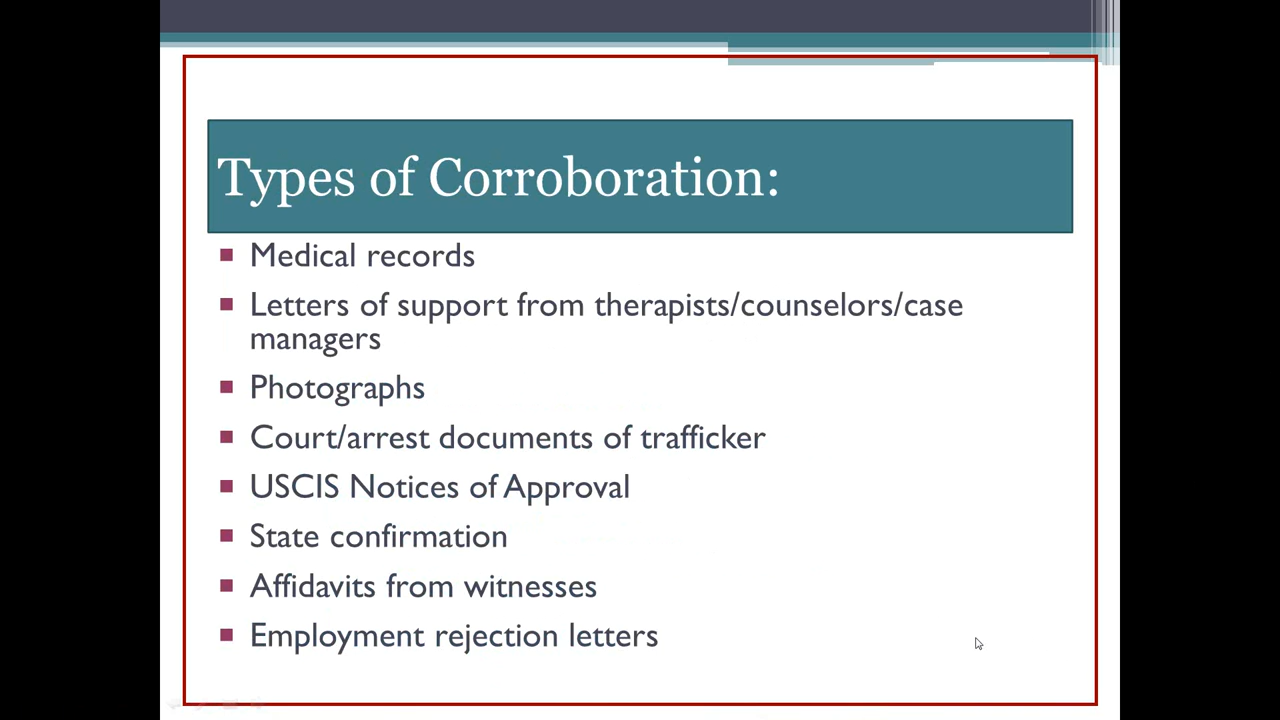 Types of Corroboration:
Medical records
Letters of support from therapists/counselors/case
managers
Photographs
Court/arrest documents of trafficker
USCIS Notices of Approval
State confirmation
Affidavits from witnesses
Employment rejection letters